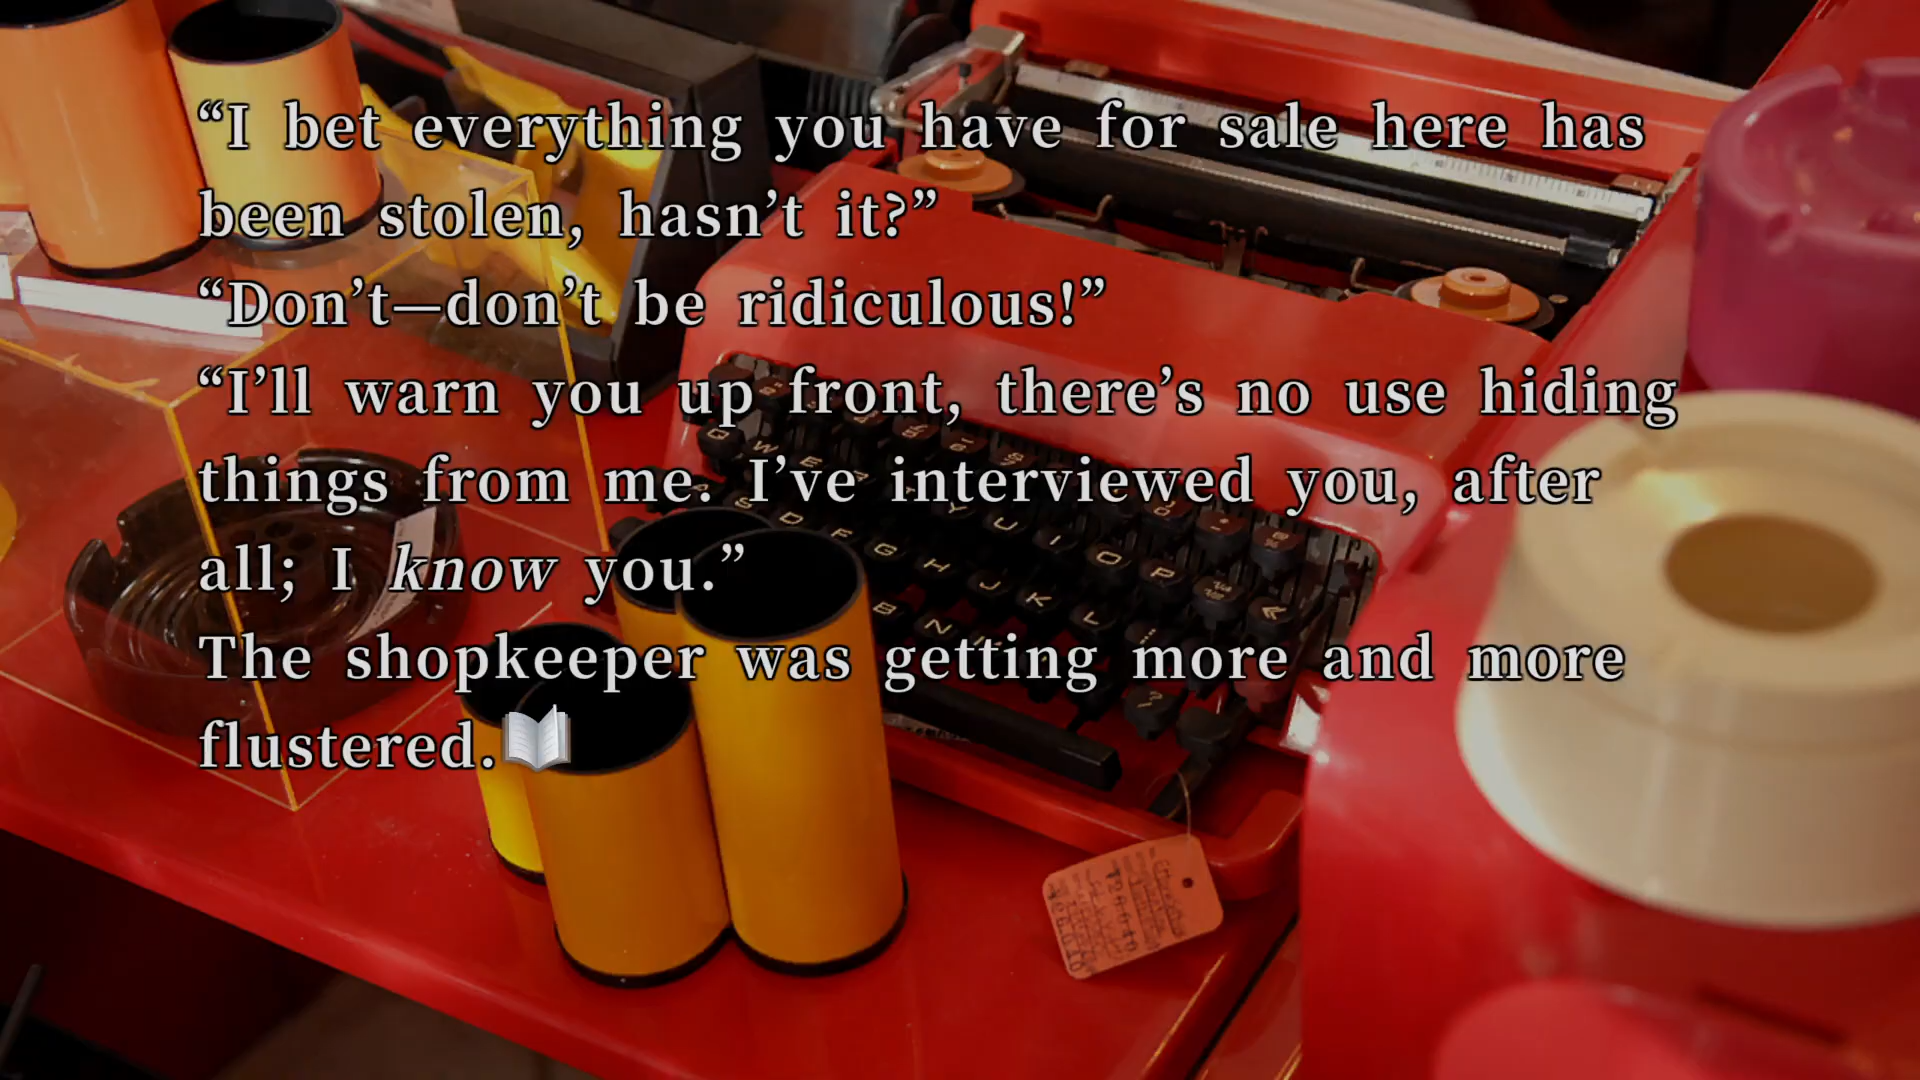 “I bet everything you have for sale here has
been stolen, hasn’t it?”
“Don’t—don’t be ridiculous!”
“I’ll warn you up front, there’s no use hiding
things from me. I’ve interviewed you, after
all; I know you.”
The shopkeeper was getting more and more
flustered.